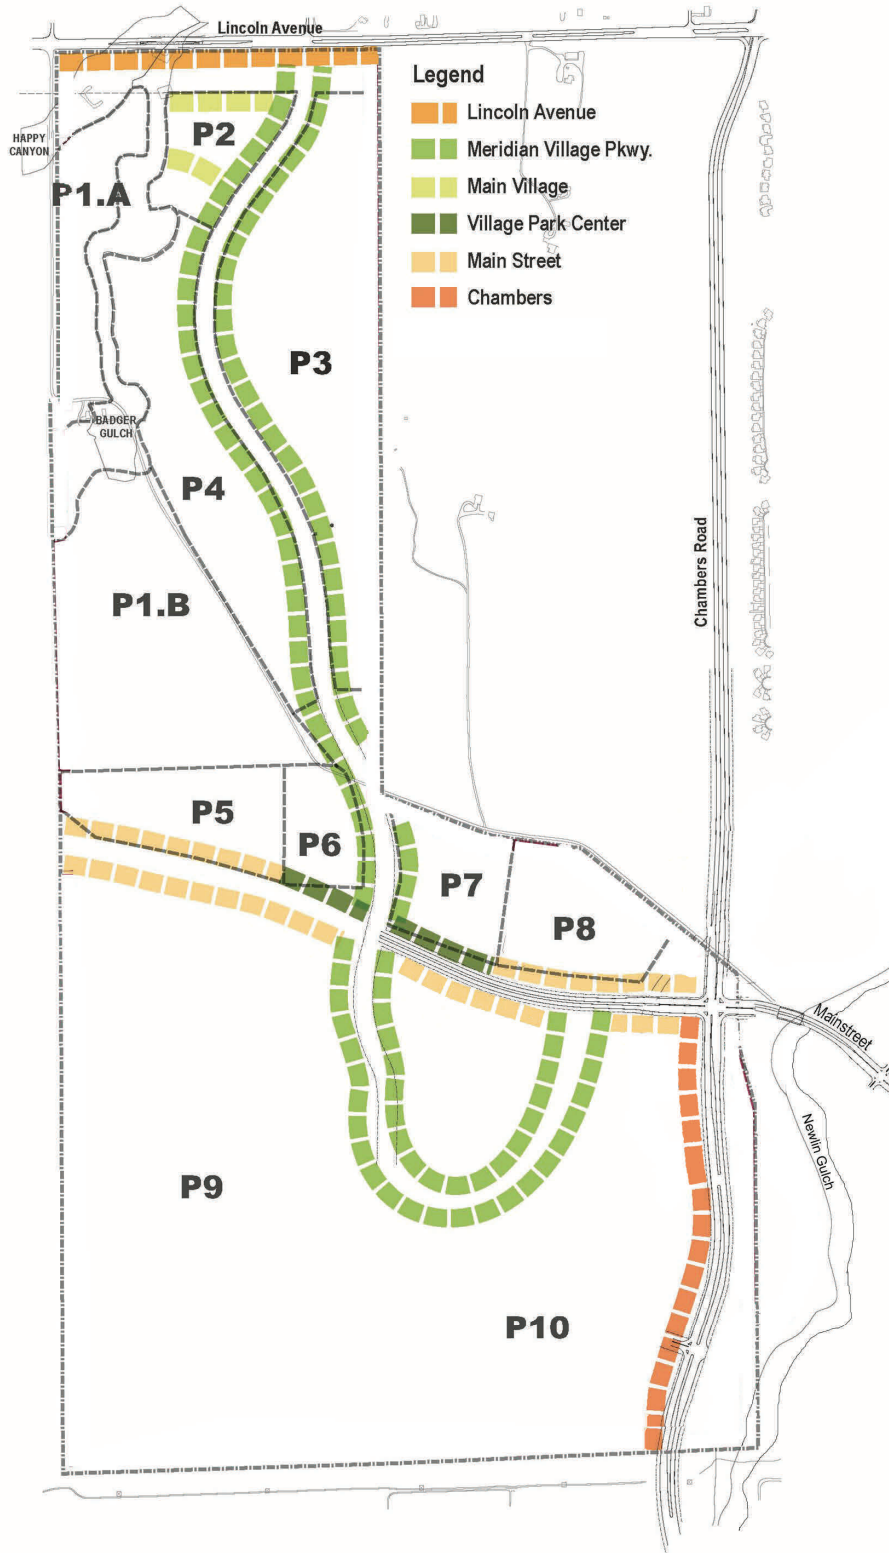 Lincoln Avenue
Legend
Lincoln Avenue
Meridian Village Pkwy.
Main Village
Village Park Center
Main Street
Chambers
HAPPY
CANYON
P2
P1.A
P3
BADGER
GULCH
P4
Chambers Road
P1.B
P5
P6
P7
P8
Mainstreet
Newlin Gulch
P9
P10